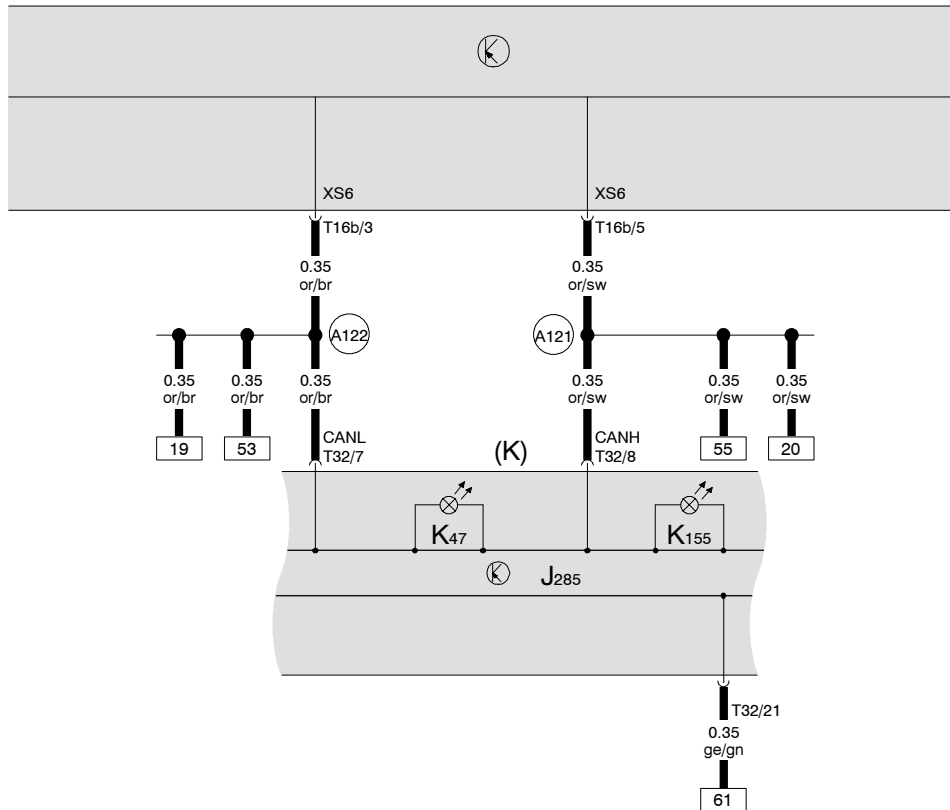 XS6
XS6
T16b/3
T16b/5
0.35
or/br
0.35
or/sw
A122
A121
0.35
or/br
0.35
or/br
0.35
or/br
0.35
or/sw
0.35
or/sw
0.35
or/sw
19
53
CANL
T32/7
(K)
CANH
T32/8
55
20
K47
K155
J285
T32/21
0.35
ge/gn
61